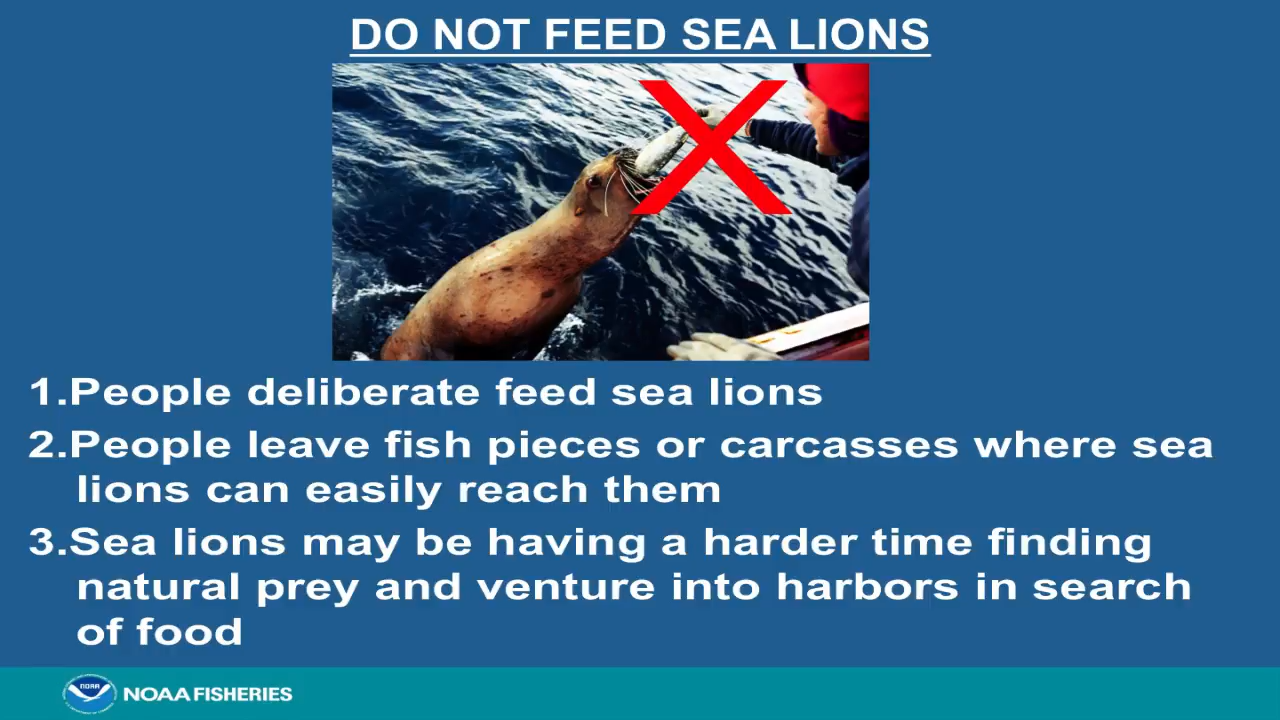 DO NOT FEED SEA LIONS
1.People deliberate feed sea lions
2.People leave fish pieces or carcasses where sea
lions can easily reach them
3.Sea lions may be having a harder time finding
natural prey and venture into harbors in search
of food
NOAA
NOAA FISHERIES